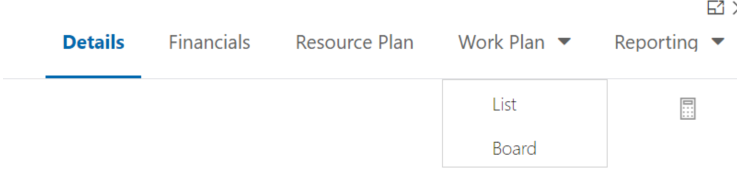 Details Financials Resource Plan Work Plan Reporting
List
Board